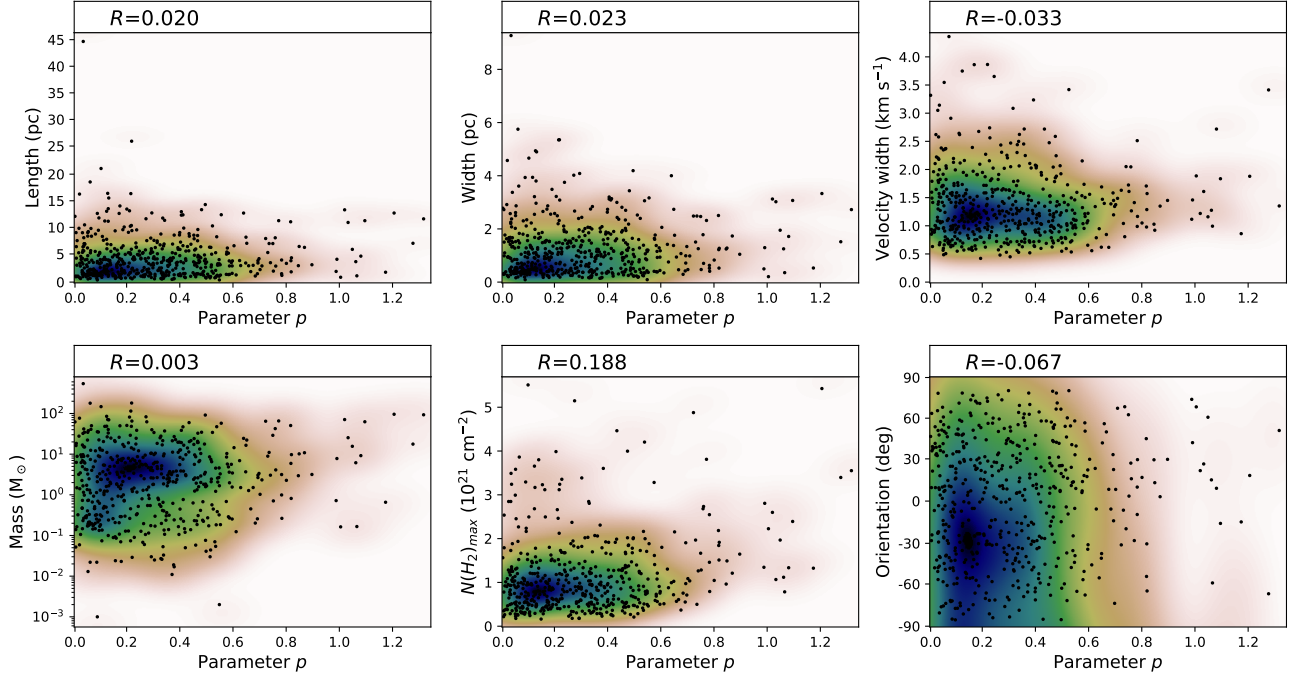 R=0.020
45
40
35
30
25
20
15
10
5
0
Length (pc)
0.0 0.2 0.4 0.6 0.8 1.0 1.2
Parameter p
R=0.023
8
6
4
2
0
Width (pc)
0.0 0.2 0.4 0.6 0.8 1.0 1.2
Parameter p
R=-0.033
4.0
3.5
3.0
2.5
2.0
1.5
1.0
0.5
0.0
Velocity width (km s⁻¹)
0.0 0.2 0.4 0.6 0.8 1.0 1.2
Parameter p
R=0.003
10²
10¹
10⁰
10⁻¹
10⁻²
10⁻³
Mass (M⊙)
0.0 0.2 0.4 0.6 0.8 1.0 1.2
Parameter p
R=0.188
5
4
3
2
1
0
N(H₂)ₘₐₓ (10²¹ cm⁻²)
0.0 0.2 0.4 0.6 0.8 1.0 1.2
Parameter p
R=-0.067
90
60
30
0
-30
-60
-90
Orientation (deg)
0.0 0.2 0.4 0.6 0.8 1.0 1.2
Parameter p